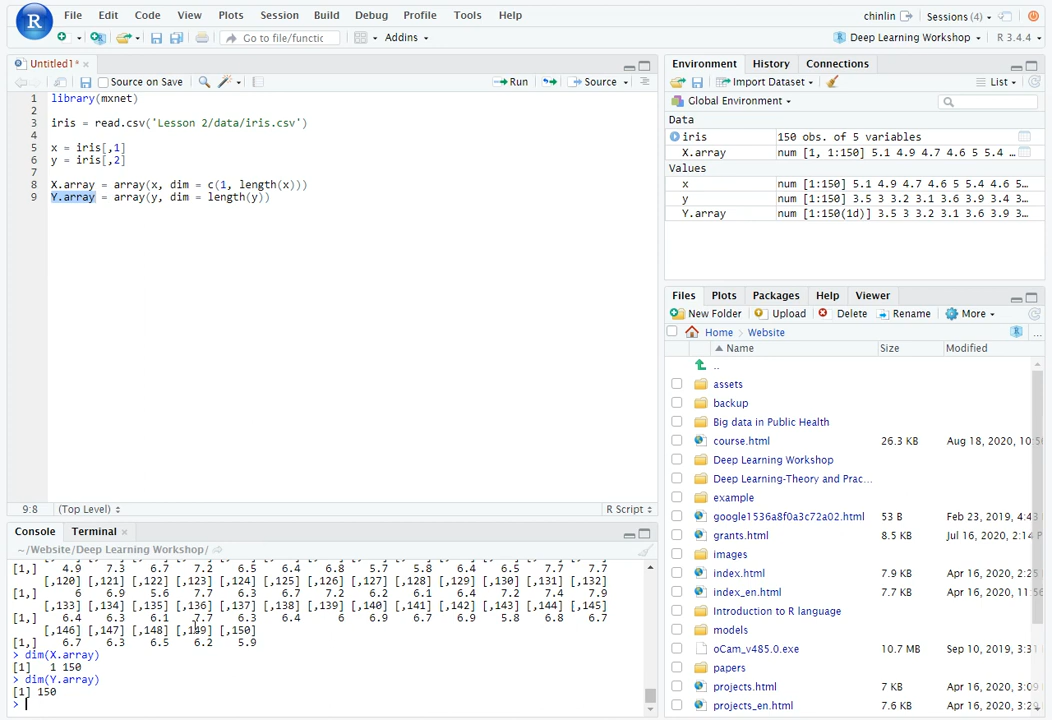 R File Edit Code View Plots Session Build Debug Profile Tools Help chinlin Sessions (4)
Go to file/functic Addins Deep Learning Workshop R 3.4.4
Untitled1*
Source on Save Run Source
1 library(mxnet)
2
3 iris = read.csv('Lesson 2/data/iris.csv')
4
5 x = iris[,1]
6 y = iris[,2]
7
8 X.array = array(x, dim = c(1, length(x)))
9 Y.array = array(y, dim = length(y))
9:8 (Top Level) R Script
Console Terminal
~/Website/Deep Learning Workshop/
[1,] 4.9 7.3 6.7 7.2 6.5 6.4 6.8 5.7 5.8 6.4 6.5 7.7 7.7
[,120] [,121] [,122] [,123] [,124] [,125] [,126] [,127] [,128] [,129] [,130] [,131] [,132]
[1,] 6 6.9 5.6 7.7 6.3 6.7 7.2 6.2 6.1 6.4 7.2 7.4 7.9
[,133] [,134] [,135] [,136] [,137] [,138] [,139] [,140] [,141] [,142] [,143] [,144] [,145]
[1,] 6.4 6.3 6.1 7.7 6.3 6.4 6 6.9 6.7 6.9 5.8 6.8 6.7
[,146] [,147] [,148] [,149] [,150]
[1,] 6.7 6.3 6.5 6.2 5.9
> dim(X.array)
[1] 1 150
> dim(Y.array)
[1] 150
>
Environment History Connections
Import Dataset List
Global Environment
Data
iris 150 obs. of 5 variables
X.array num [1, 1:150] 5.1 4.9 4.7 4.6 5 5.4 …
Values
x num [1:150] 5.1 4.9 4.7 4.6 5 5.4 4.6 5…
y num [1:150] 3.5 3 3.2 3.1 3.6 3.9 3.4 3…
Y.array num [1:150(1d)] 3.5 3 3.2 3.1 3.6 3.9 3…
Files Plots Packages Help Viewer
New Folder Upload Delete Rename More
Home Website ...
Name Size Modified
..
assets
backup
Big data in Public Health
course.html 26.3 KB Aug 18, 2020, 10:5
Deep Learning Workshop
Deep Learning-Theory and Prac...
example
google1536a8f0a3c72a02.html 53 B Feb 23, 2019, 4:43
grants.html 8.5 KB Jul 16, 2020, 2:14 P
images
index.html 7.9 KB Apr 16, 2020, 2:25
index_en.html 7.7 KB Apr 16, 2020, 11:56
Introduction to R language
models
oCam_v485.0.exe 10.7 MB Sep 10, 2019, 3:31
papers
projects.html 7 KB Apr 16, 2020, 3:09
projects_en.html 7.6 KB Apr 16, 2020, 3:29